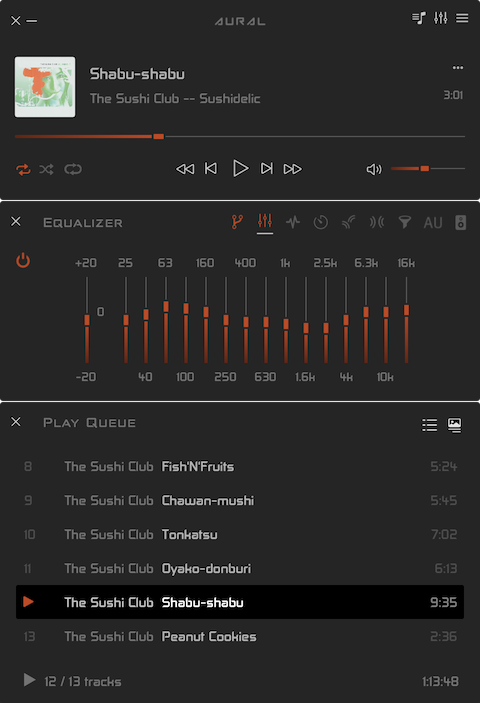 AURAL
Shabu-shabu
The Sushi Club -- Sushidelic
3:01
Equalizer
AU
+20 25 63 160 400 1k 2.5k 6.3k 16k
0
-20 40 100 250 630 1.6k 4k 10k
Play Queue
8 The Sushi Club Fish'N'Fruits 5:24
9 The Sushi Club Chawan-mushi 5:45
10 The Sushi Club Tonkatsu 7:02
11 The Sushi Club Oyako-donburi 6:13
The Sushi Club Shabu-shabu 9:35
13 The Sushi Club Peanut Cookies 2:36
12 / 13 tracks 1:13:48